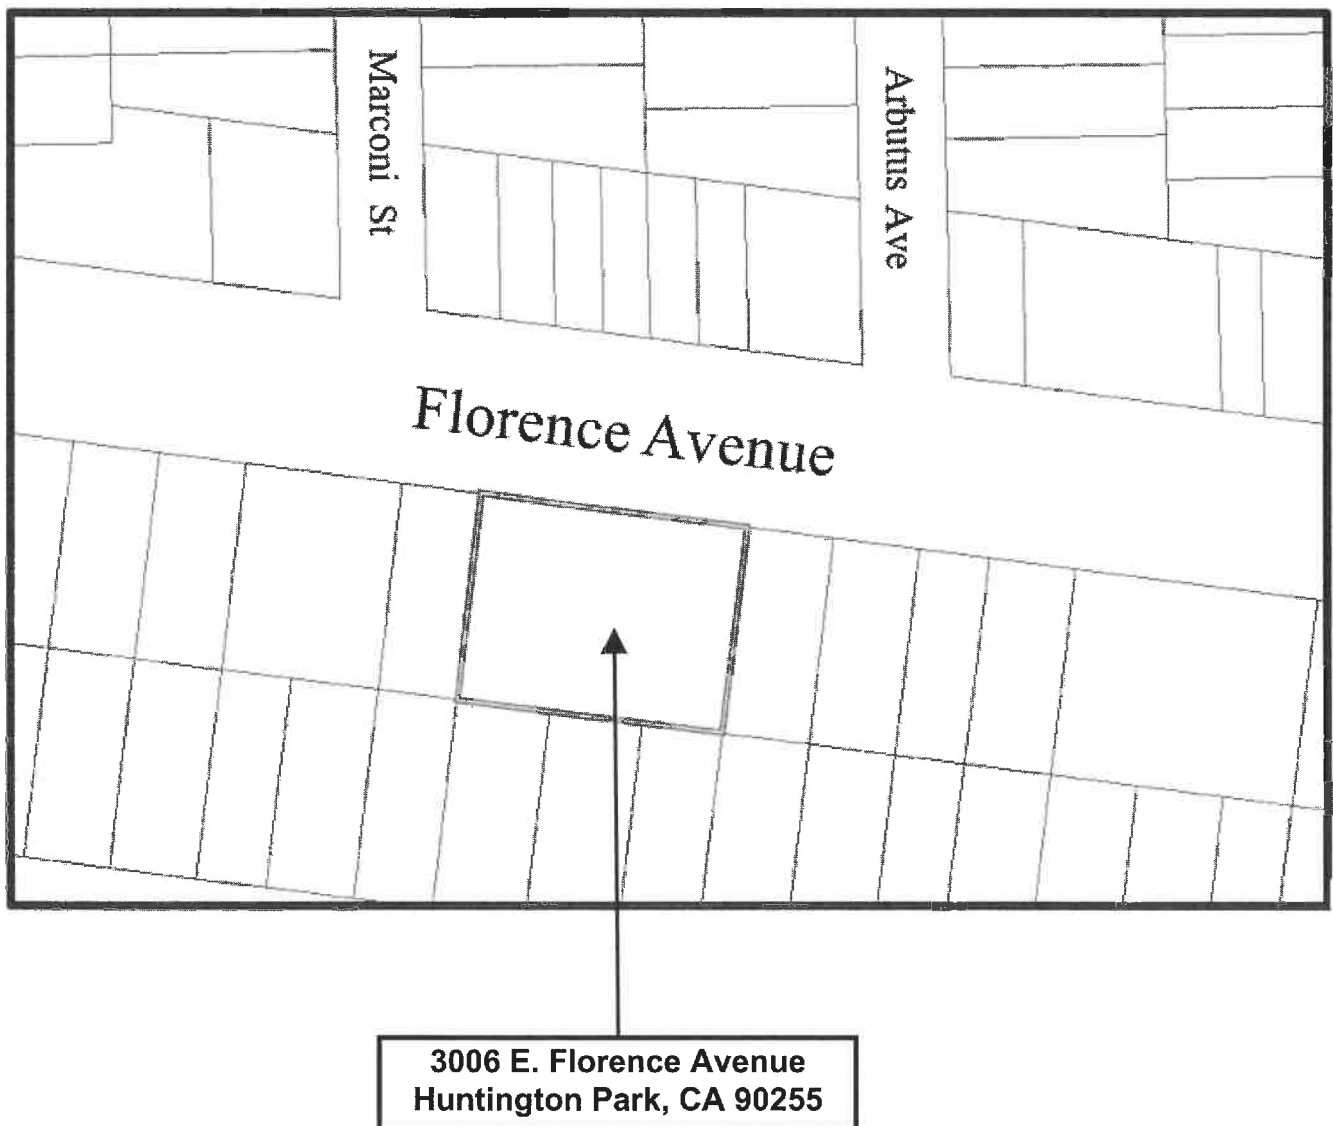 Marconi St
Arbutus Ave
Florence Avenue
3006 E. Florence Avenue
Huntington Park, CA 90255